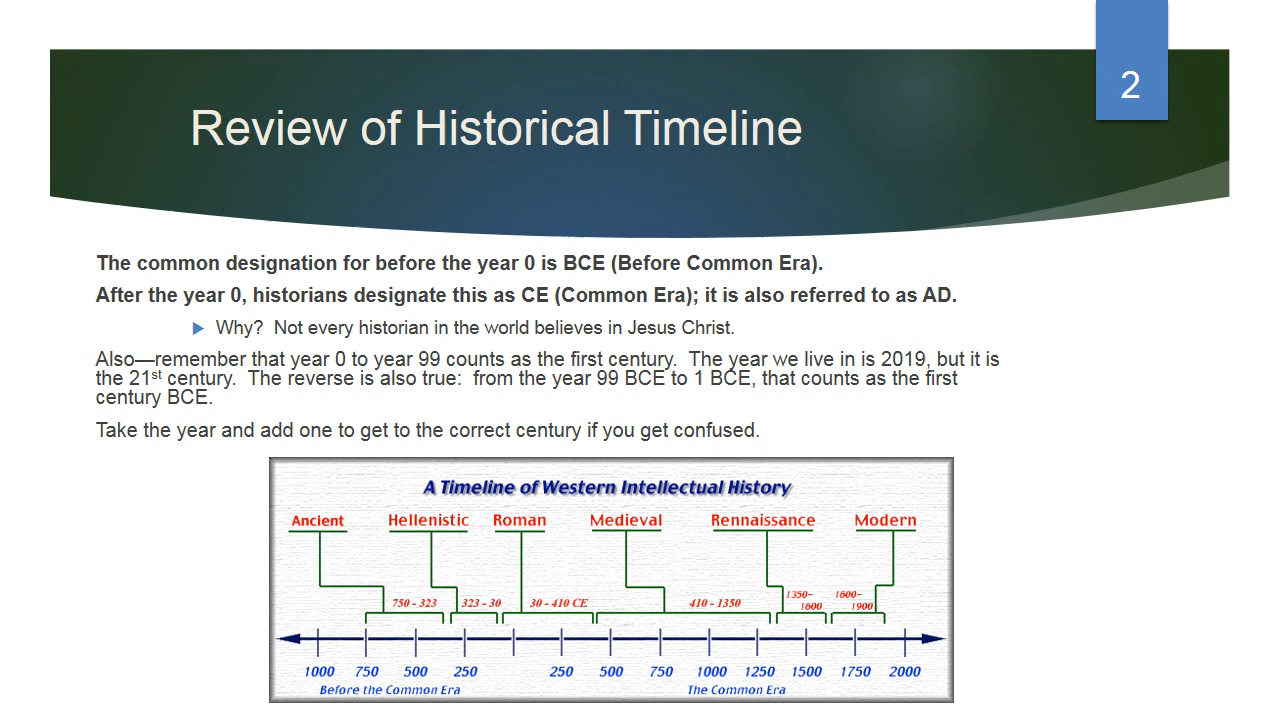 2
Review of Historical Timeline
The common designation for before the year 0 is BCE (Before Common Era).
After the year 0, historians designate this as CE (Common Era); it is also referred to as AD.
Why?  Not every historian in the world believes in Jesus Christ.
Also—remember that year 0 to year 99 counts as the first century.  The year we live in is 2019, but it is
the 21st century.  The reverse is also true:  from the year 99 BCE to 1 BCE, that counts as the first
century BCE.
Take the year and add one to get to the correct century if you get confused.
A Timeline of Western Intellectual History
Ancient Hellenistic Roman Medieval Rennaissance Modern
750 - 323 323 - 30 30 - 410 CE 410 - 1350 1350– 1600 1600– 1900
1000 750 500 250 250 500 750 1000 1250 1500 1750 2000
Before the Common Era The Common Era